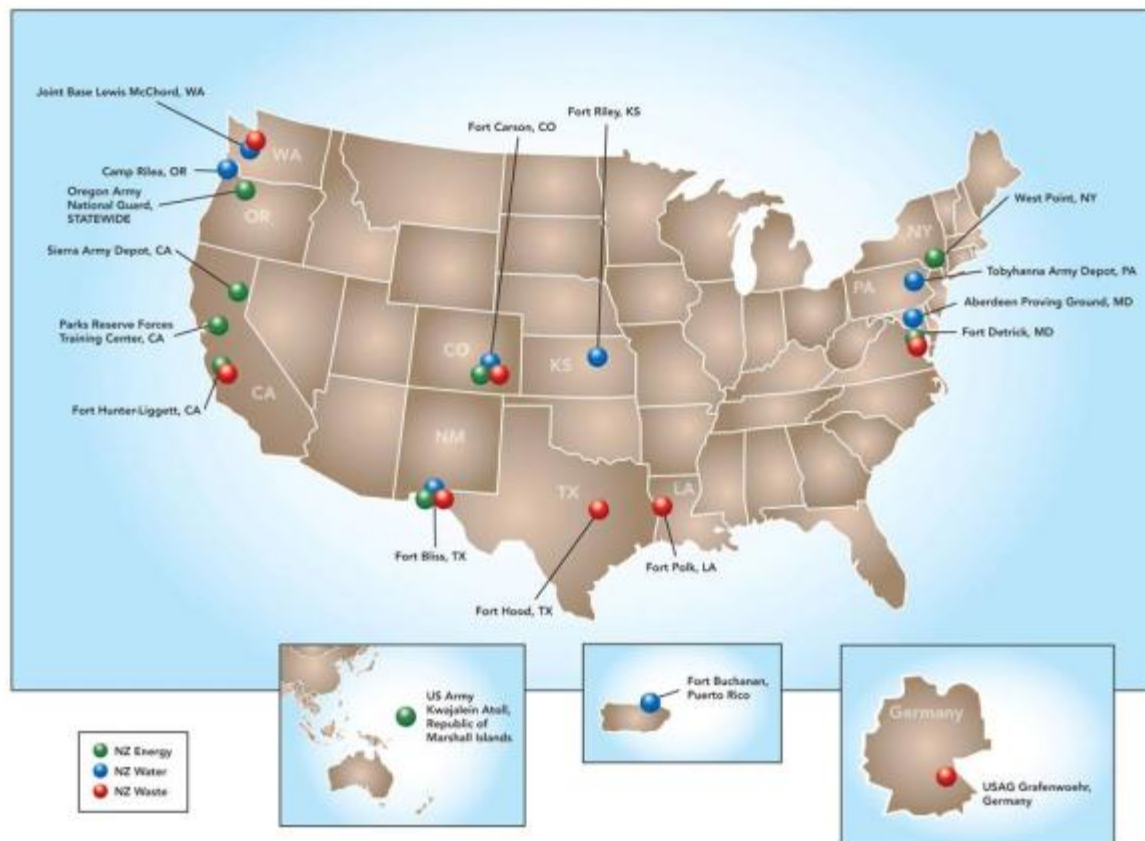 Joint Base Lewis McChord, WA
Fort Carson, CO
Fort Riley, KS
WA
Camp Rilea, OR
Oregon Army
National Guard,
STATEWIDE
OR
West Point, NY
NY
Sierra Army Depot, CA
Tobyhanna Army Depot, PA
PA
Aberdeen Proving Ground, MD
Parks Reserve Forces
Training Center, CA
Fort Detrick, MD
CO
KS
CA
Fort Hunter-Liggett, CA
NM
TX
LA
Fort Bliss, TX
Fort Polk, LA
Fort Hood, TX
US Army
Kwajalein Atoll,
Republic of
Marshall Islands
Fort Buchanan,
Puerto Rico
Germany
USAG Grafenwoehr,
Germany
NZ Energy
NZ Water
NZ Waste